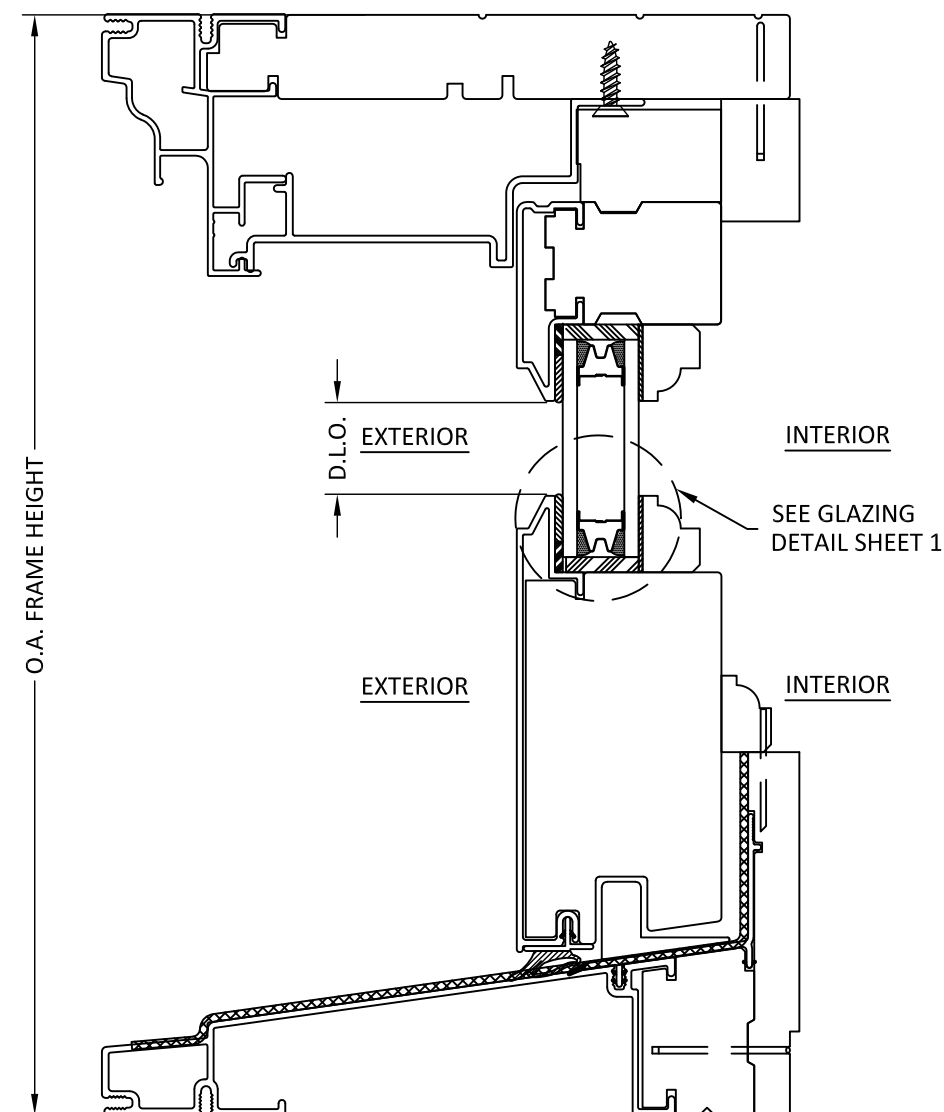 EXTERIOR
INTERIOR
D.L.O.
SEE GLAZING
DETAIL SHEET 1
O.A. FRAME HEIGHT
EXTERIOR
INTERIOR